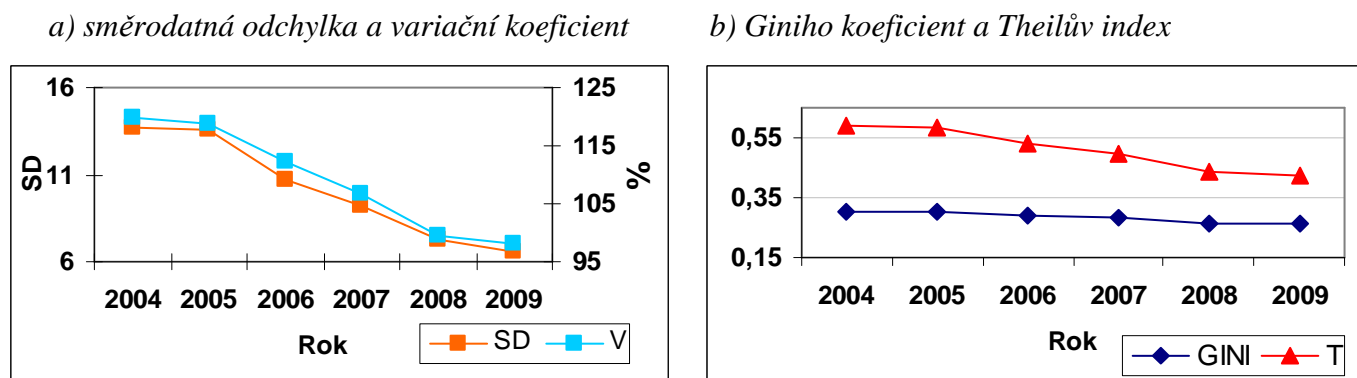 a) směrodatná odchylka a variační koeficient
16
11
6
SD
125
115
105
95
%
2004 2005 2006 2007 2008 2009
Rok
SD V
b) Giniho koeficient a Theilův index
0,55
0,35
0,15
2004 2005 2006 2007 2008 2009
Rok
GINI T